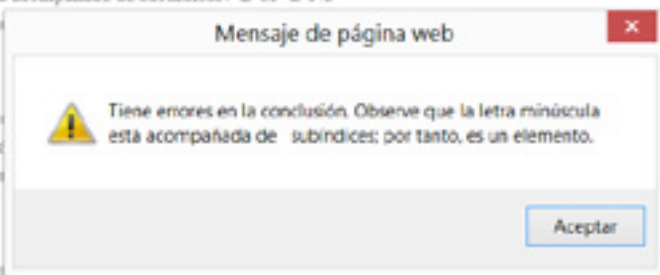 Mensaje de página web
Tiene errores en la conclusión. Observe que la letra minúscula
está acompañada de subíndices; por tanto, es un elemento.
Aceptar